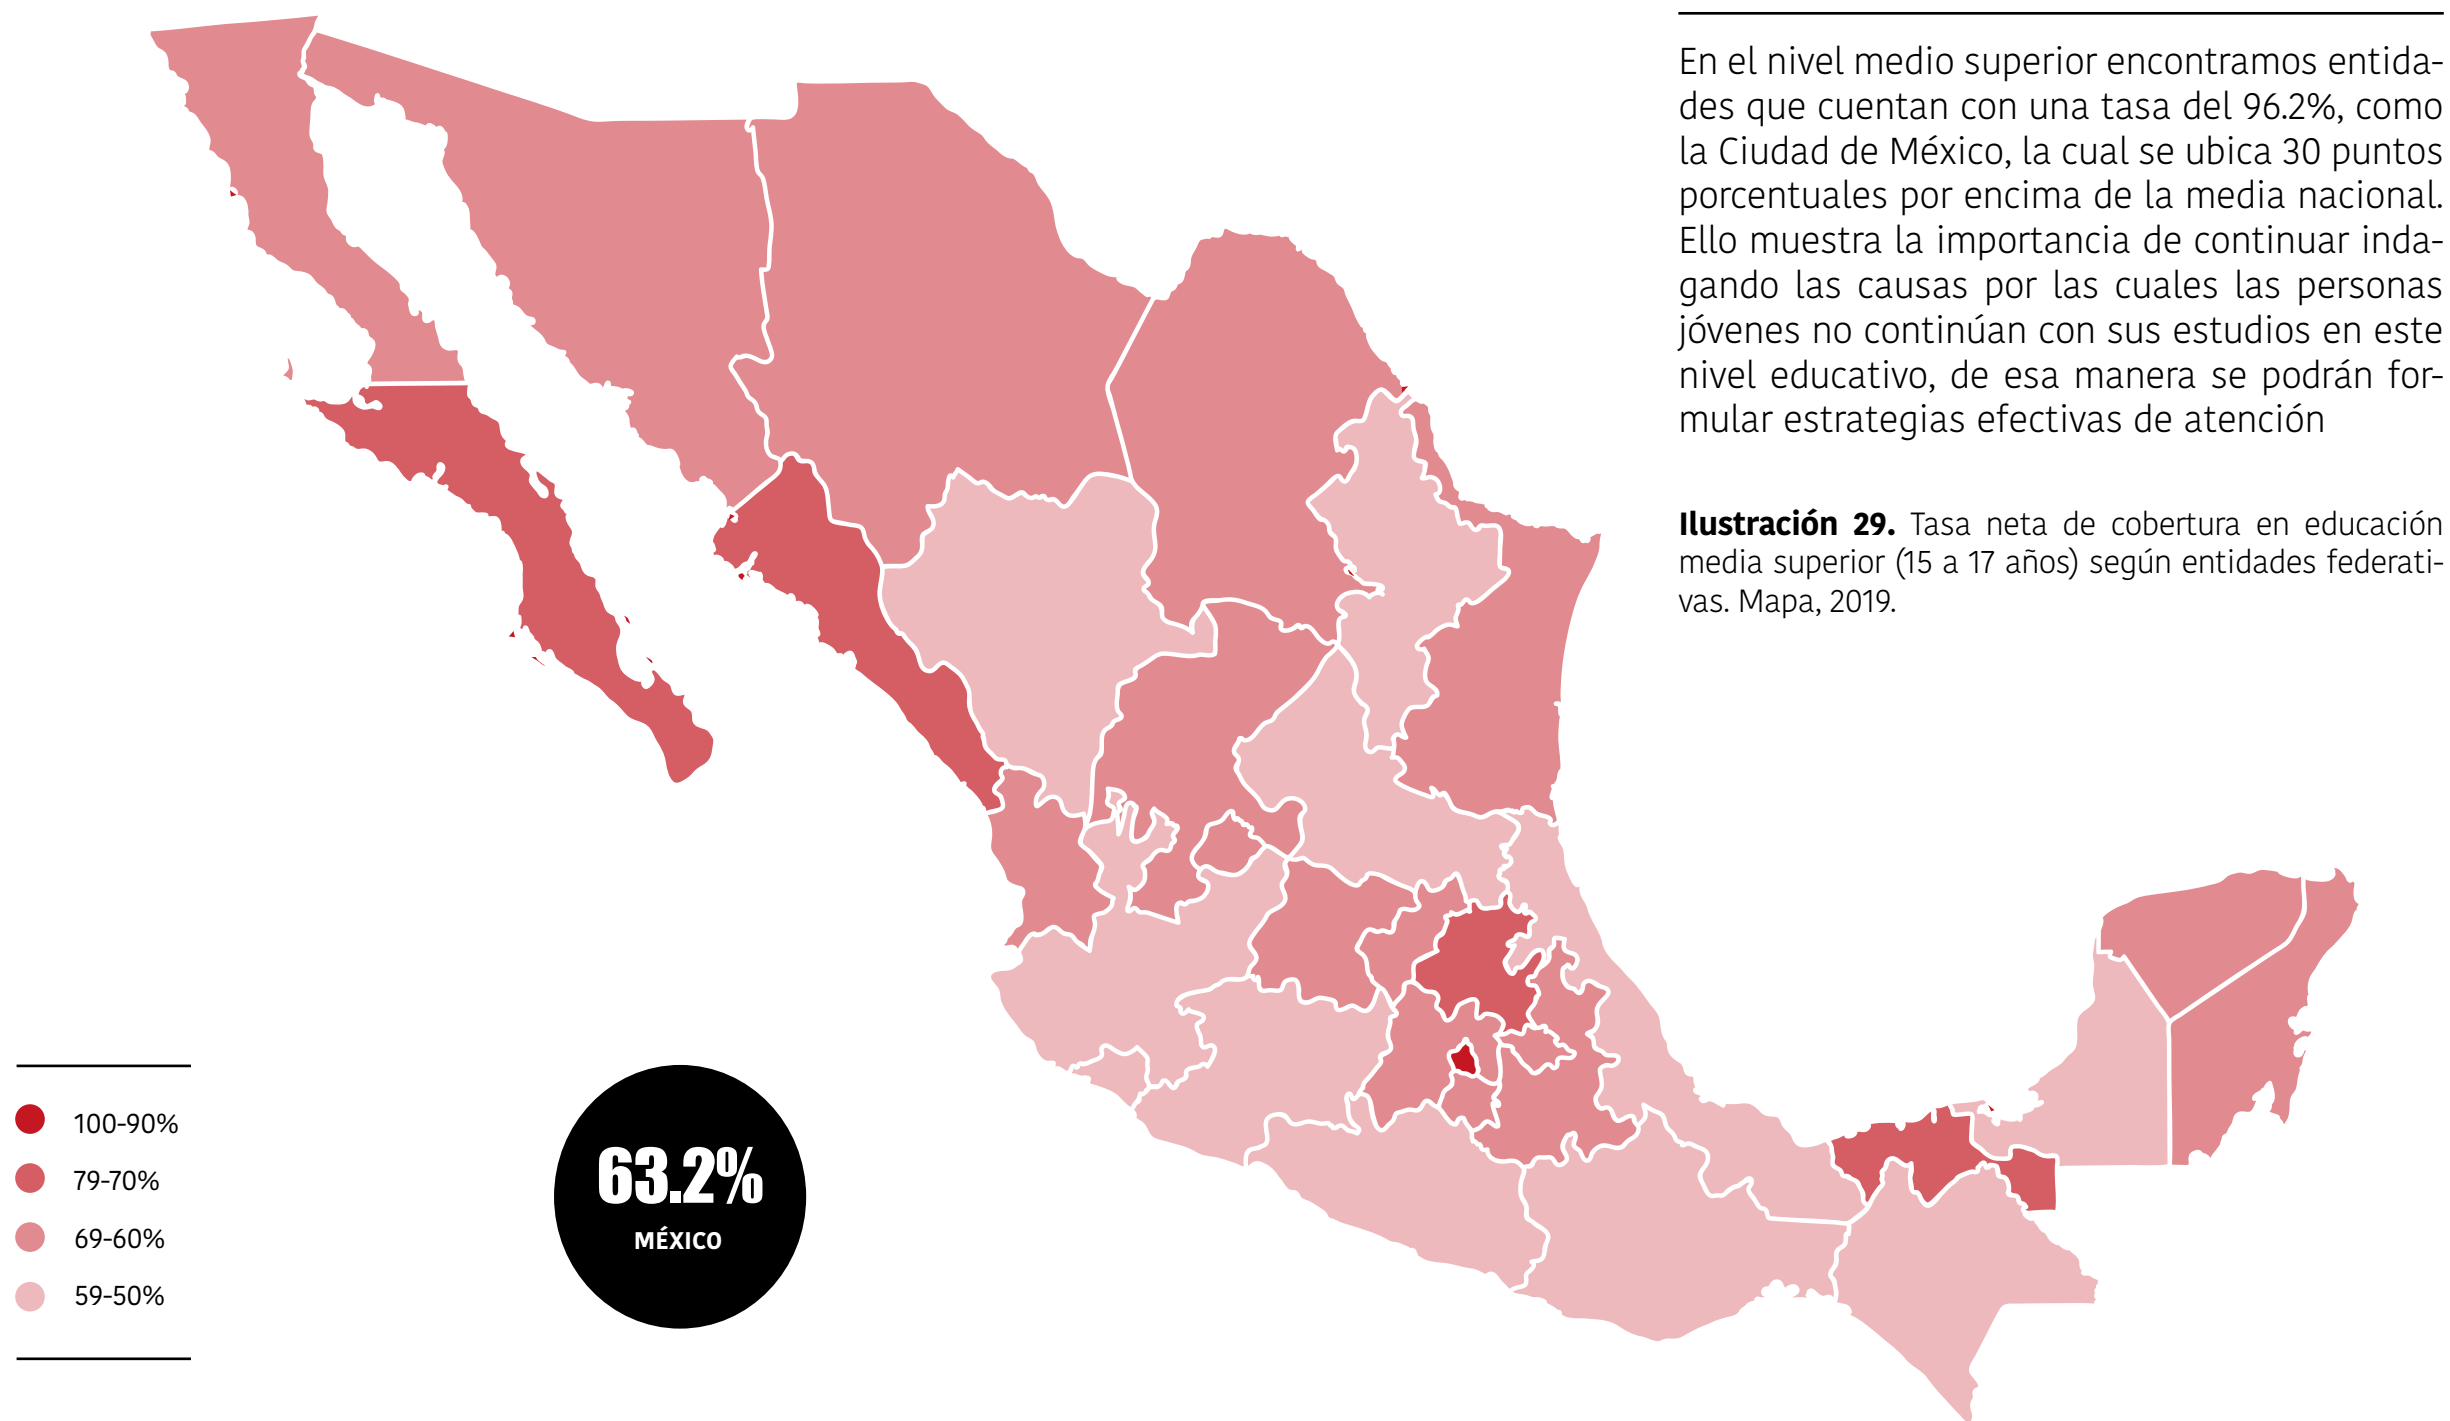 En el nivel medio superior encontramos entida-
des que cuentan con una tasa del 96.2%, como
la Ciudad de México, la cual se ubica 30 puntos
porcentuales por encima de la media nacional.
Ello muestra la importancia de continuar inda-
gando las causas por las cuales las personas
jóvenes no continúan con sus estudios en este
nivel educativo, de esa manera se podrán for-
mular estrategias efectivas de atención
Ilustración 29. Tasa neta de cobertura en educación
media superior (15 a 17 años) según entidades federati-
vas. Mapa, 2019.
100-90%
79-70%
69-60%
59-50%
63.2%
MÉXICO